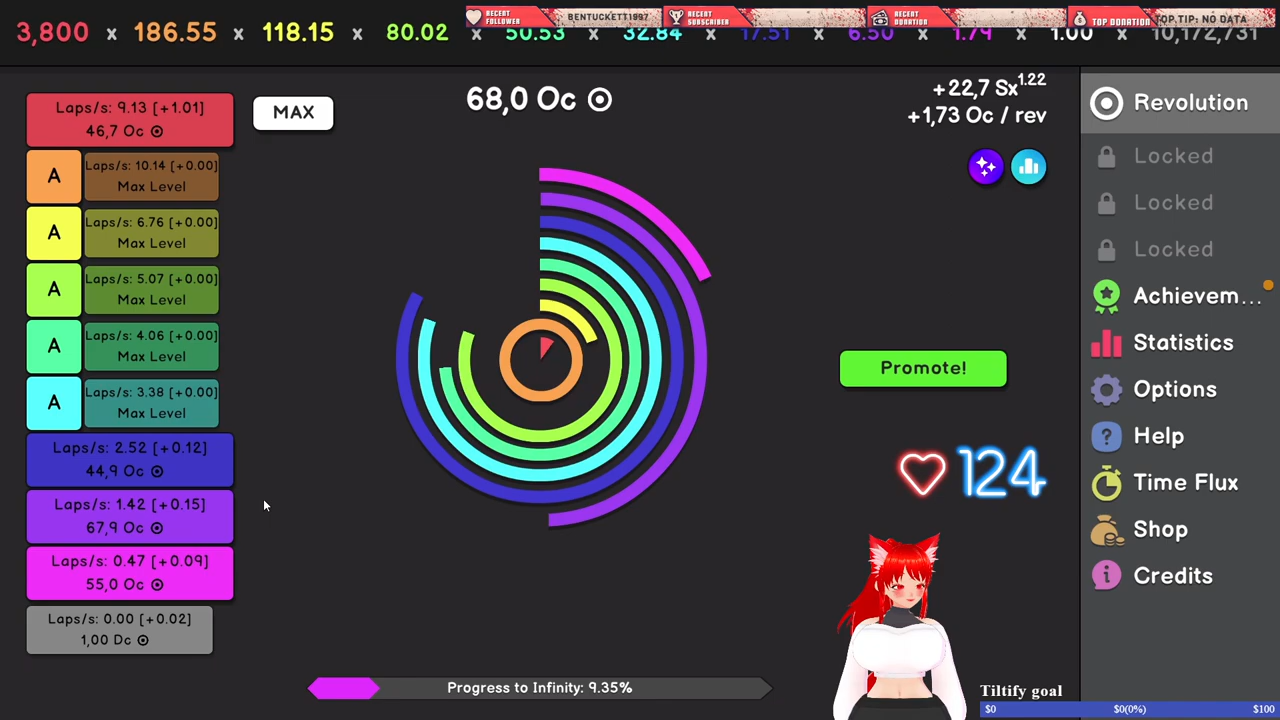 RECENT FOLLOWER
BENTUCKETT1997
RECENT SUBSCRIBER
RECENT DONATION
TOP DONATION
TOP TIP: NO DATA
3,800 x 186.55 x 118.15 x 80.02 x 50.53 x 32.84 x 17.51 x 6.50 x 1.79 x 1.00 x 10,172,731
Laps/s: 9.13 [+1.01]
46,7 Oc
MAX
68,0 Oc
+22,7 Sx1.22
+1,73 Oc / rev
A
Laps/s: 10.14 [+0.00]
Max Level
A
Laps/s: 6.76 [+0.00]
Max Level
A
Laps/s: 5.07 [+0.00]
Max Level
A
Laps/s: 4.06 [+0.00]
Max Level
A
Laps/s: 3.38 [+0.00]
Max Level
Laps/s: 2.52 [+0.12]
44,9 Oc
Laps/s: 1.42 [+0.15]
67,9 Oc
Laps/s: 0.47 [+0.09]
55,0 Oc
Laps/s: 0.00 [+0.02]
1,00 Dc
Promote!
124
Progress to Infinity: 9.35%
Revolution
Locked
Locked
Locked
Achievem...
Statistics
Options
Help
Time Flux
Shop
Credits
Tiltify goal
$0 $0(0%) $100